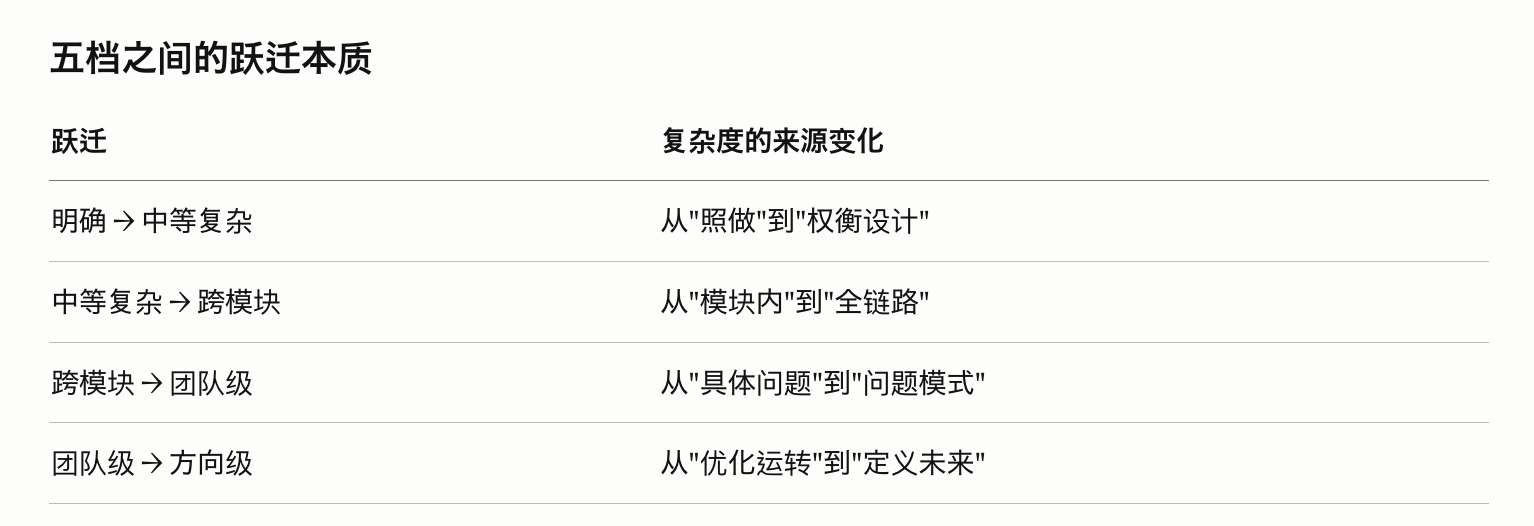 五档之间的跃迁本质
跃迁 复杂度的来源变化
明确 → 中等复杂 从"照做"到"权衡设计"
中等复杂 → 跨模块 从"模块内"到"全链路"
跨模块 → 团队级 从"具体问题"到"问题模式"
团队级 → 方向级 从"优化运转"到"定义未来"